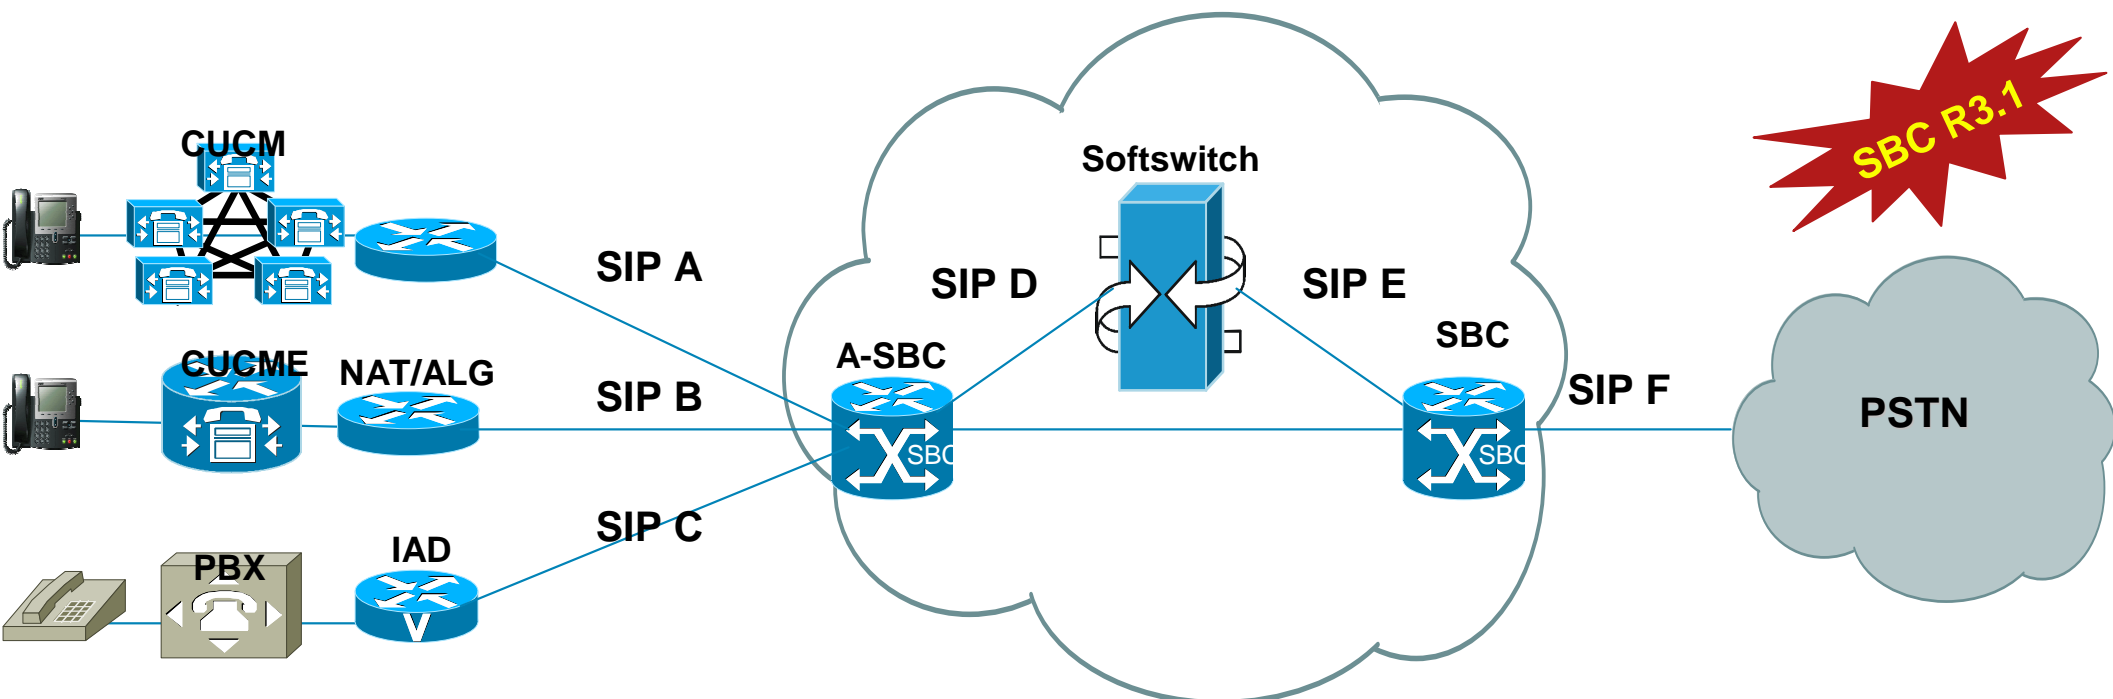 CUCM
Softswitch
SBC R3.1
SIP A
SIP D
SIP E
SBC
A-SBC
CUCME
NAT/ALG
SIP B
SIP F
PSTN
SBC
SBC
SIP C
IAD
PBX
V